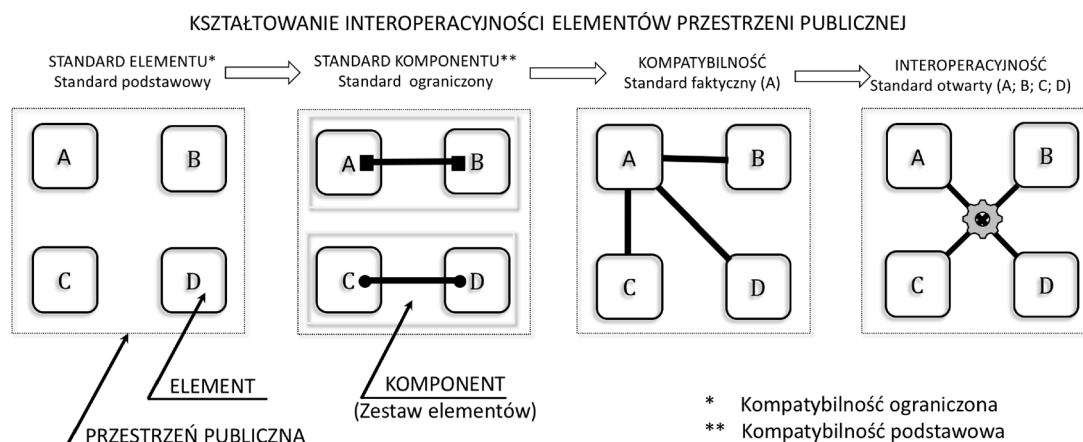 KSZTAŁTOWANIE INTEROPERACYJNOŚCI ELEMENTÓW PRZESTRZENI PUBLICZNEJ
STANDARD ELEMENTU*
Standard podstawowy
STANDARD KOMPONENTU**
Standard ograniczony
KOMPATYBILNOŚĆ
Standard faktyczny (A)
INTEROPERACYJNOŚĆ
Standard otwarty (A; B; C; D)
A
B
C
D
A
B
C
D
A
B
C
D
A
B
C
D
ELEMENT
PRZESTRZEŃ PUBLICZNA
KOMPONENT
(Zestaw elementów)
* Kompatybilność ograniczona
** Kompatybilność podstawowa